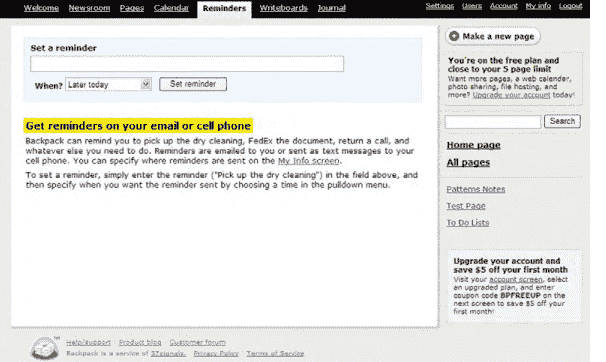 Welcome Newsroom Pages Calendar Reminders Writeboards Journal Settings Users Account My info Logout
Set a reminder
When? Later today Set reminder
Get reminders on your email or cell phone
Backpack can remind you to pick up the dry cleaning, FedEx the document, return a call, and
whatever else you need to do. Reminders are emailed to you or sent as text messages to your
cell phone. You can specify where reminders are sent on the My Info screen.
To set a reminder, simply enter the reminder ("Pick up the dry cleaning") in the field above, and
then specify when you want the reminder sent by choosing a time in the pulldown menu.
Make a new page
You're on the free plan and
close to your 5 page limit
Want more pages, a web calendar,
photo sharing, file hosting, and
more? Upgrade your account today!
Search
Home page
All pages
Patterns Notes
Test Page
To Do Lists
Upgrade your account and
save $5 off your first month
Visit your account screen, select
an upgraded plan, and enter
coupon code BPFREEUP on the
next screen to save $5 off your
first month!
Help/support · Product blog · Customer forum
Backpack is a service of 37signals. Privacy Policy · Terms of Service